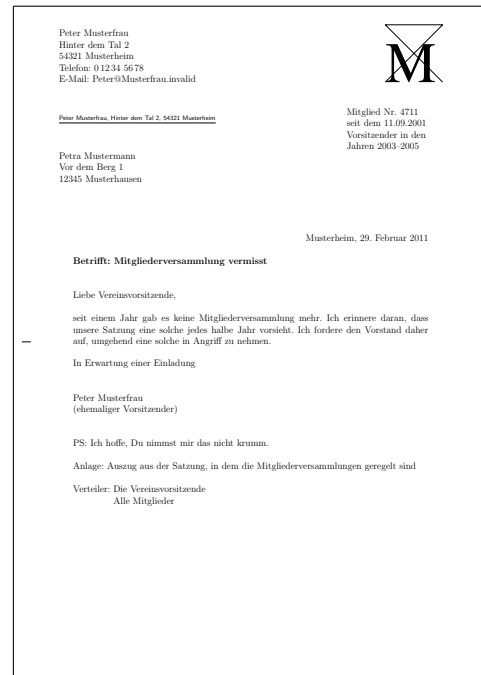 Peter Musterfrau
Hinter dem Tal 2
54321 Musterheim
Telefon: 0 12 34 56 78
E-Mail: Peter@Musterfrau.invalid
M
Peter Musterfrau, Hinter dem Tal 2, 54321 Musterheim
Mitglied Nr. 4711
seit dem 11.09.2001
Vorsitzender in den
Jahren 2003–2005
Petra Mustermann
Vor dem Berg 1
12345 Musterhausen
Musterheim, 29. Februar 2011
Betrifft: Mitgliederversammlung vermisst
Liebe Vereinsvorsitzende,
seit einem Jahr gab es keine Mitgliederversammlung mehr. Ich erinnere daran, dass
unsere Satzung eine solche jedes halbe Jahr vorsieht. Ich fordere den Vorstand daher
auf, umgehend eine solche in Angriff zu nehmen.
In Erwartung einer Einladung
Peter Musterfrau
(ehemaliger Vorsitzender)
PS: Ich hoffe, Du nimmst mir das nicht krumm.
Anlage: Auszug aus der Satzung, in dem die Mitgliederversammlungen geregelt sind
Verteiler: Die Vereinsvorsitzende
Alle Mitglieder